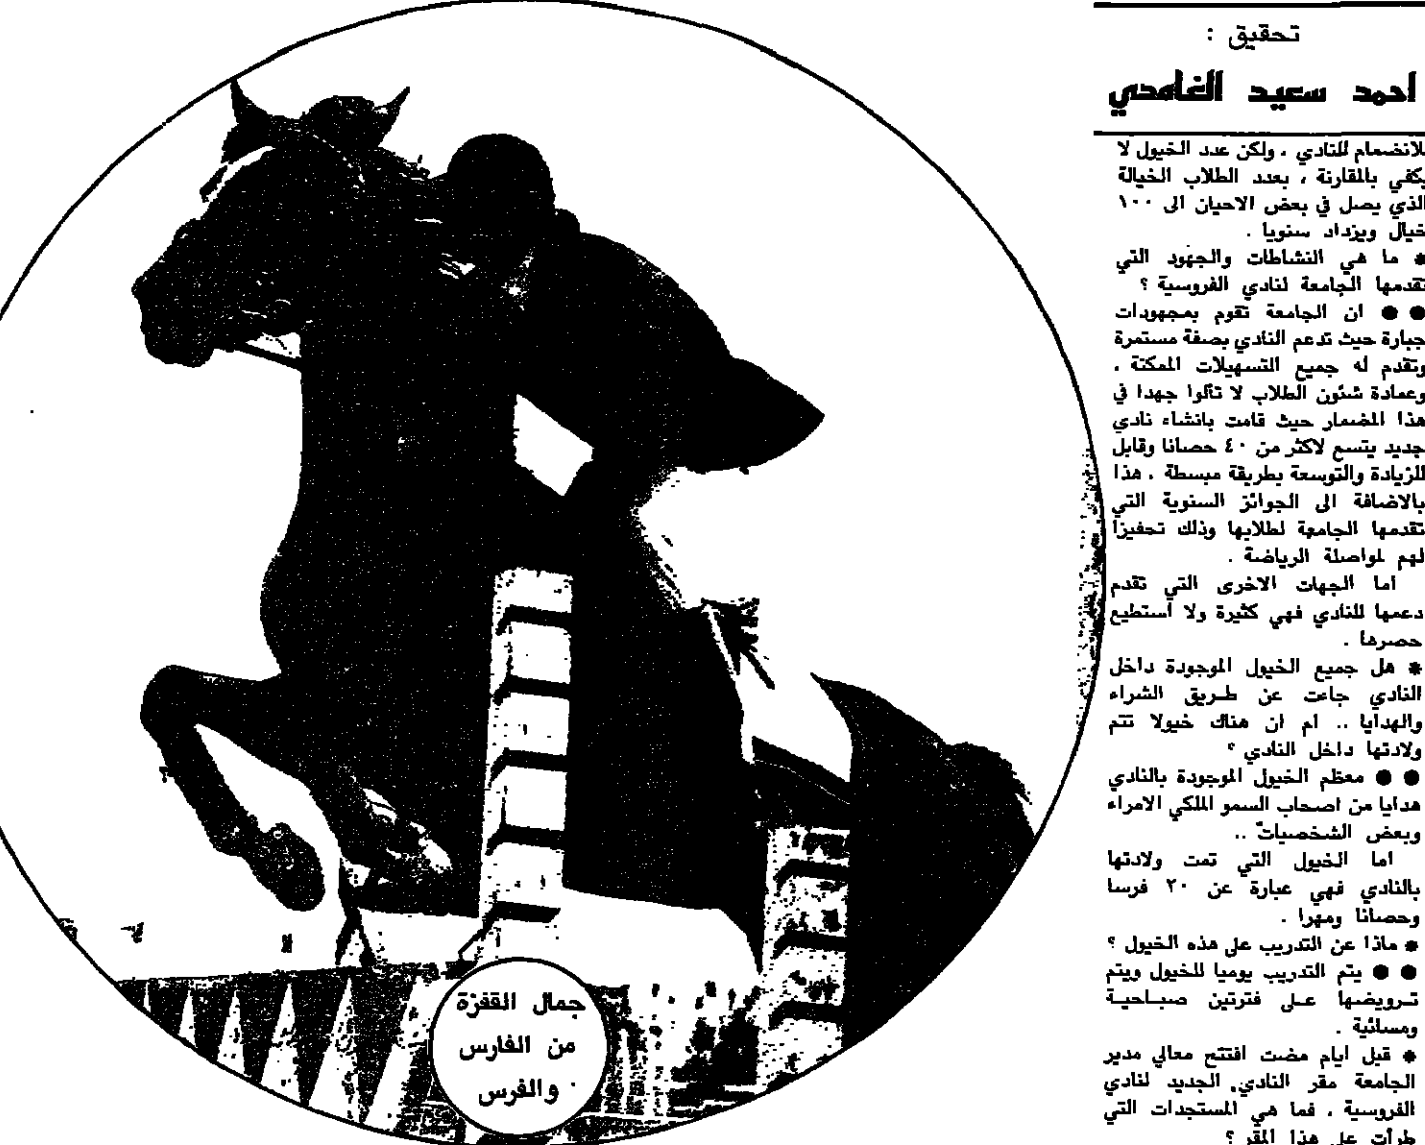 تحقيق :
احمد سعيد الغامدي
للانضمام للنادي ، ولكن عدد الخيول لا
يكفي بالمقارنة ، بعدد الطلاب الخيالة
الذي يصل في بعض الاحيان الى ١٠٠
خيال ويزداد سنويا .
* ما هي النشاطات والجهود التي
تقدمها الجامعة لنادي الفروسية ؟
●● ان الجامعة تقوم بمجهودات
جبارة حيث تدعم النادي بصفة مستمرة
وتقدم له جميع التسهيلات الممكنة ،
وعمادة شئون الطلاب لا تألوا جهدا في
هذا المضمار حيث قامت بانشاء نادي
جديد يتسع لاكثر من ٤٠ حصانا وقابل
للزيادة والتوسعة بطريقة مبسطة ، هذا
بالاضافة الى الجوائز السنوية التي
تقدمها الجامعة لطلابها وذلك تحفيزا
لهم لمواصلة الرياضة .
اما الجهات الاخرى التي تقدم
دعمها للنادي فهي كثيرة ولا استطيع
حصرها .
* هل جميع الخيول الموجودة داخل
النادي جاءت عن طريق الشراء
والهدايا .. ام ان هناك خيولا تتم
ولادتها داخل النادي ؟
●● معظم الخيول الموجودة بالنادي
هدايا من اصحاب السمو الملكي الامراء
وبعض الشخصيات ..
اما الخيول التي تمت ولادتها
بالنادي فهي عبارة عن ٢٠ فرسا
وحصانا ومهرا .
* ماذا عن التدريب على هذه الخيول ؟
●● يتم التدريب يوميا للخيول ويتم
ترويضها على فترتين صباحية
ومسائية .
* قبل ايام مضت افتتح معالي مدير
الجامعة مقر النادي الجديد لنادي
الفروسية ، فما هي المستجدات التي
طرأت على هذا المقر ؟
جمال القفزة
من الفارس
والفرس